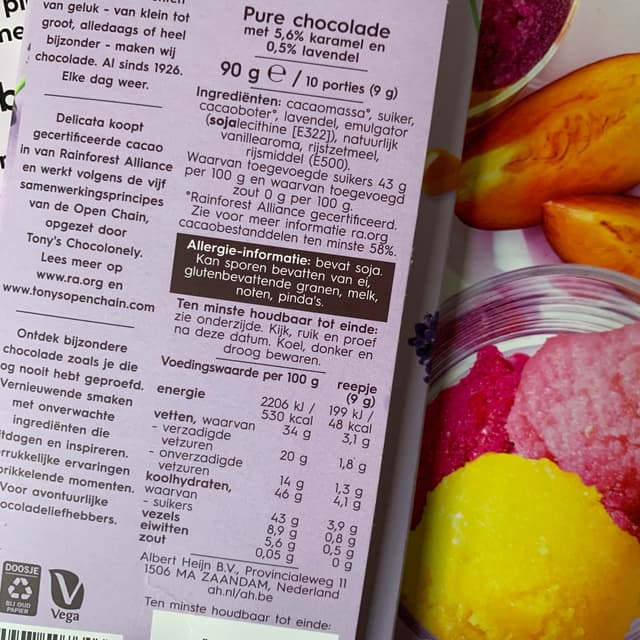 van geluk - van klein tot
groot, alledaags of heel
bijzonder - maken wij
chocolade. Al sinds 1926.
Elke dag weer.
Delicata koopt
gecertificeerde cacao
in van Rainforest Alliance
en werkt volgens de vijf
samenwerkingsprincipes
van de Open Chain,
opgezet door
Tony's Chocolonely.
Lees meer op
www.ra.org en
www.tonysopenchain.com
Ontdek bijzondere
chocolade zoals je die
og nooit hebt geproefd.
Vernieuwende smaken
met onverwachte
ingrediënten die
tdagen en inspireren.
rrukkelijke ervaringen
rikkelende momenten.
Voor avontuurlijke
ocoladeliefhebbers.
DOOSJE
BIJ OUD
PAPIER
Vega
Pure chocolade
met 5,6% karamel en
0,5% lavendel
90 g e / 10 porties (9 g)
Ingrediënten: cacaomassa*, suiker,
cacaoboter*, lavendel, emulgator
(sojalecithine [E322]), natuurlijk
vanillearoma, rijstzetmeel,
rijsmiddel (E500).
Waarvan toegevoegde suikers 43 g
per 100 g en waarvan toegevoegd
zout 0 g per 100 g.
*Rainforest Alliance gecertificeerd.
Zie voor meer informatie ra.org
cacaobestanddelen ten minste 58%.
Allergie-informatie: bevat soja.
Kan sporen bevatten van ei,
glutenbevattende granen, melk,
noten, pinda's.
Ten minste houdbaar tot einde:
zie onderzijde. Kijk, ruik en proef
na deze datum. Koel, donker en
droog bewaren.
Voedingswaarde per 100 g reepje
(9 g)
energie 2206 kJ / 199 kJ /
530 kcal 48 kcal
vetten, waarvan 34 g 3,1 g
- verzadigde
vetzuren 20 g 1,8 g
- onverzadigde
vetzuren 14 g 1,3 g
koolhydraten, 46 g 4,1 g
waarvan
- suikers 43 g 3,9 g
vezels 8,9 g 0,8 g
eiwitten 5,6 g 0,5 g
zout 0,05 g 0 g
Albert Heijn B.V., Provincialeweg 11
1506 MA ZAANDAM, Nederland
ah.nl/ah.be
Ten minste houdbaar tot einde: